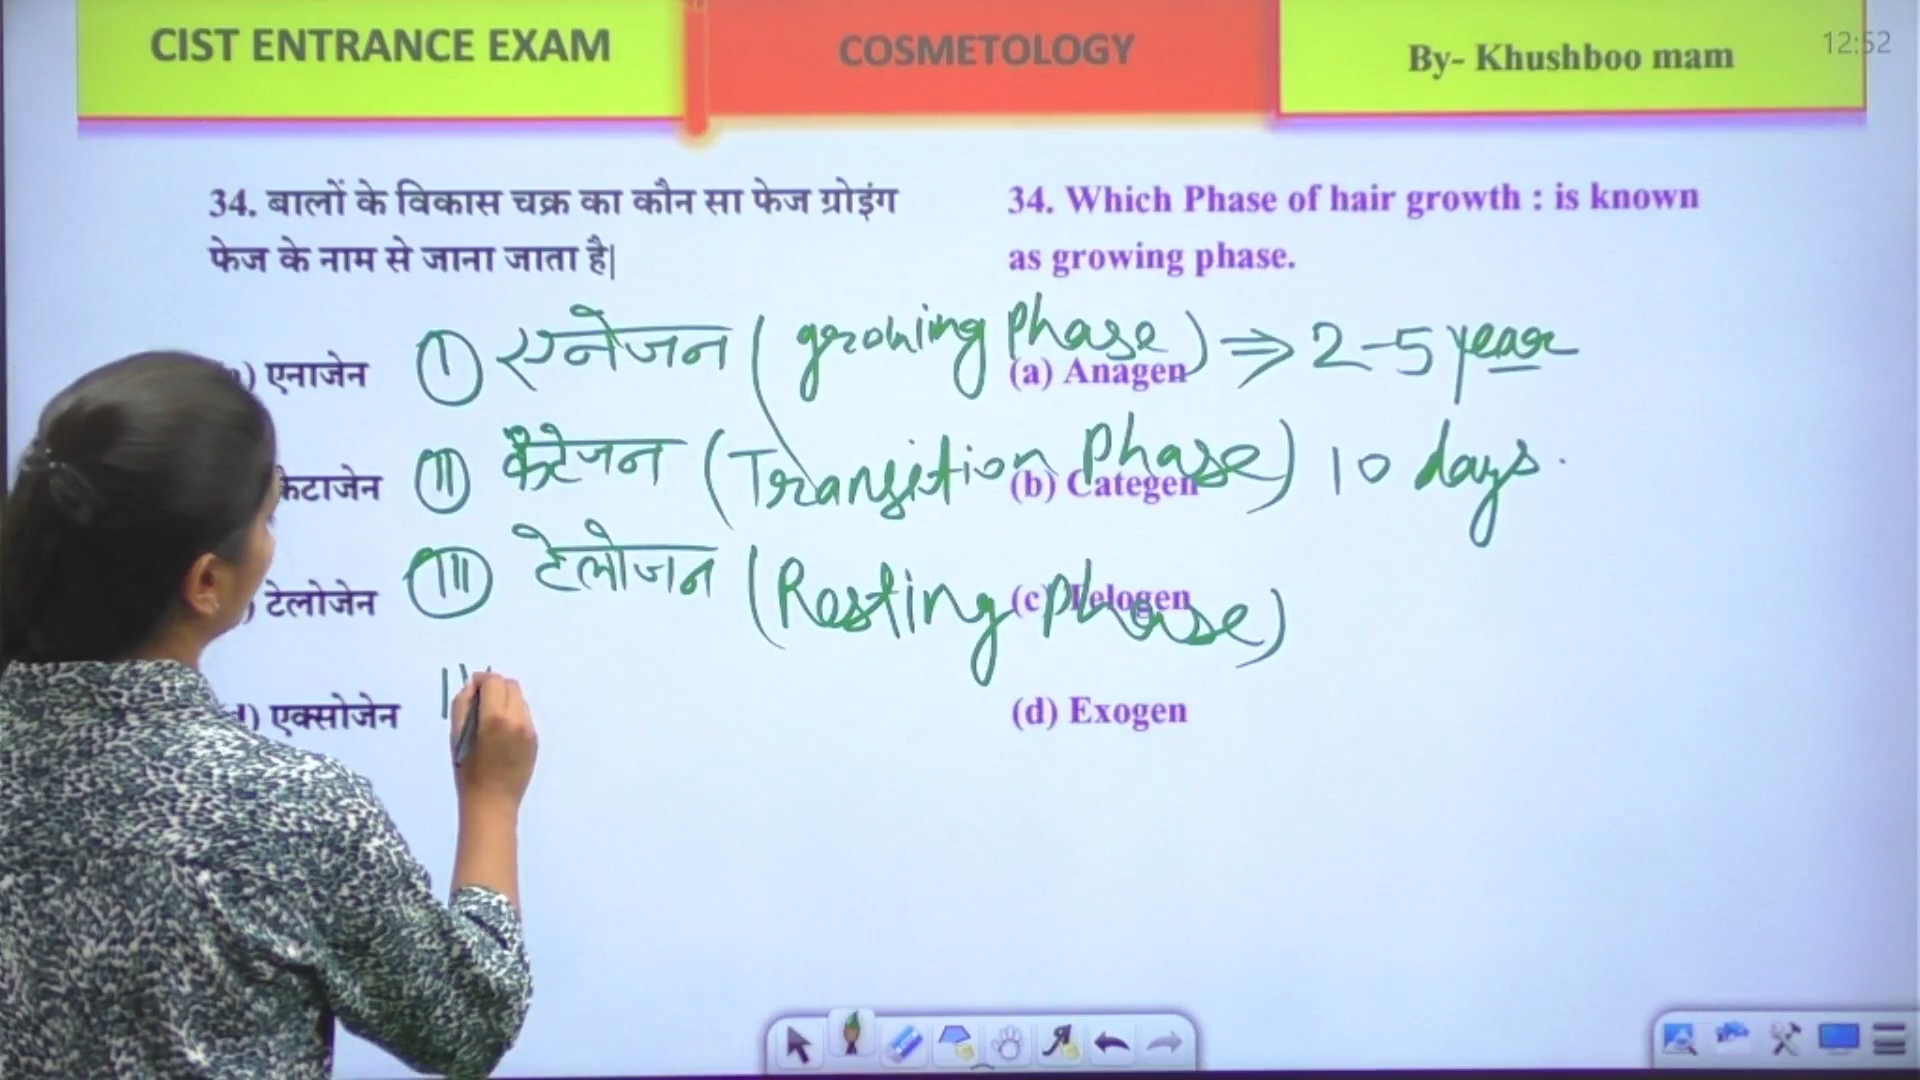 CIST ENTRANCE EXAM
COSMETOLOGY
By- Khushboo mam
12:52
34. बालों के विकास चक्र का कौन सा फेज ग्रोइंग
फेज के नाम से जाना जाता है|
34. Which Phase of hair growth : is known
as growing phase.
) एनाजेन
I एनेजन ( growing Phase ) ⇒ 2-5 year
(a) Anagen
कैटाजेन
II कैटेजन (Transition Phase) 10 days.
(b) Categen
) टेलोजेन
III टेलोजन (Resting Phase)
(c) Telogen
) एक्सोजेन
(d) Exogen